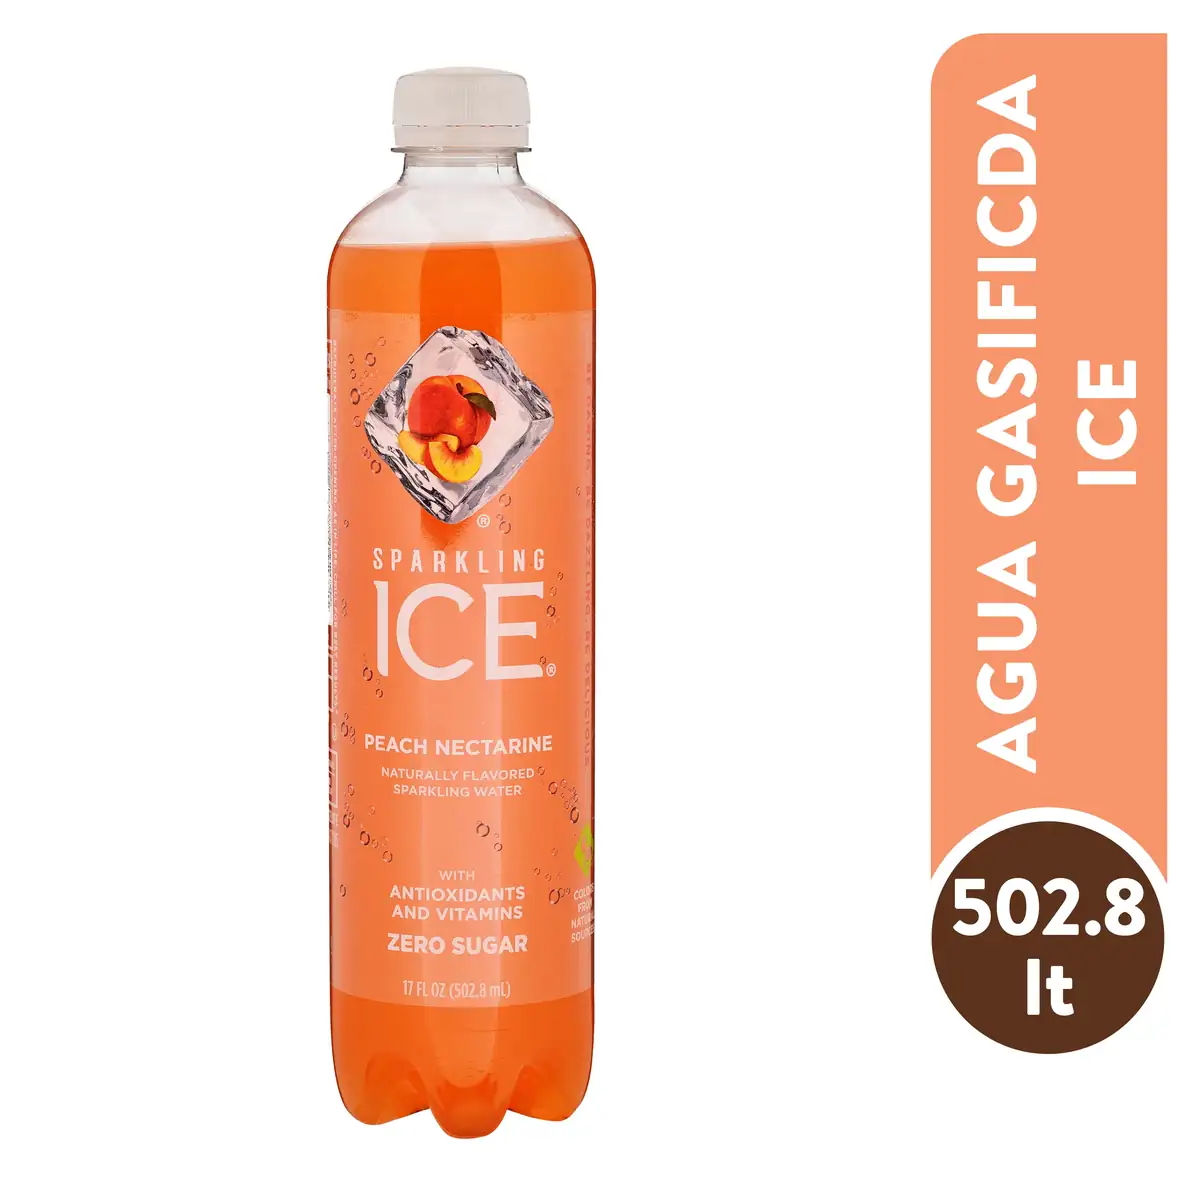 SPARKLING
ICE®
PEACH NECTARINE
NATURALLY FLAVORED
SPARKLING WATER
WITH
ANTIOXIDANTS
AND VITAMINS
ZERO SUGAR
17 FL OZ (502.8 mL)
AGUA GASIFICDA
ICE
502.8
lt